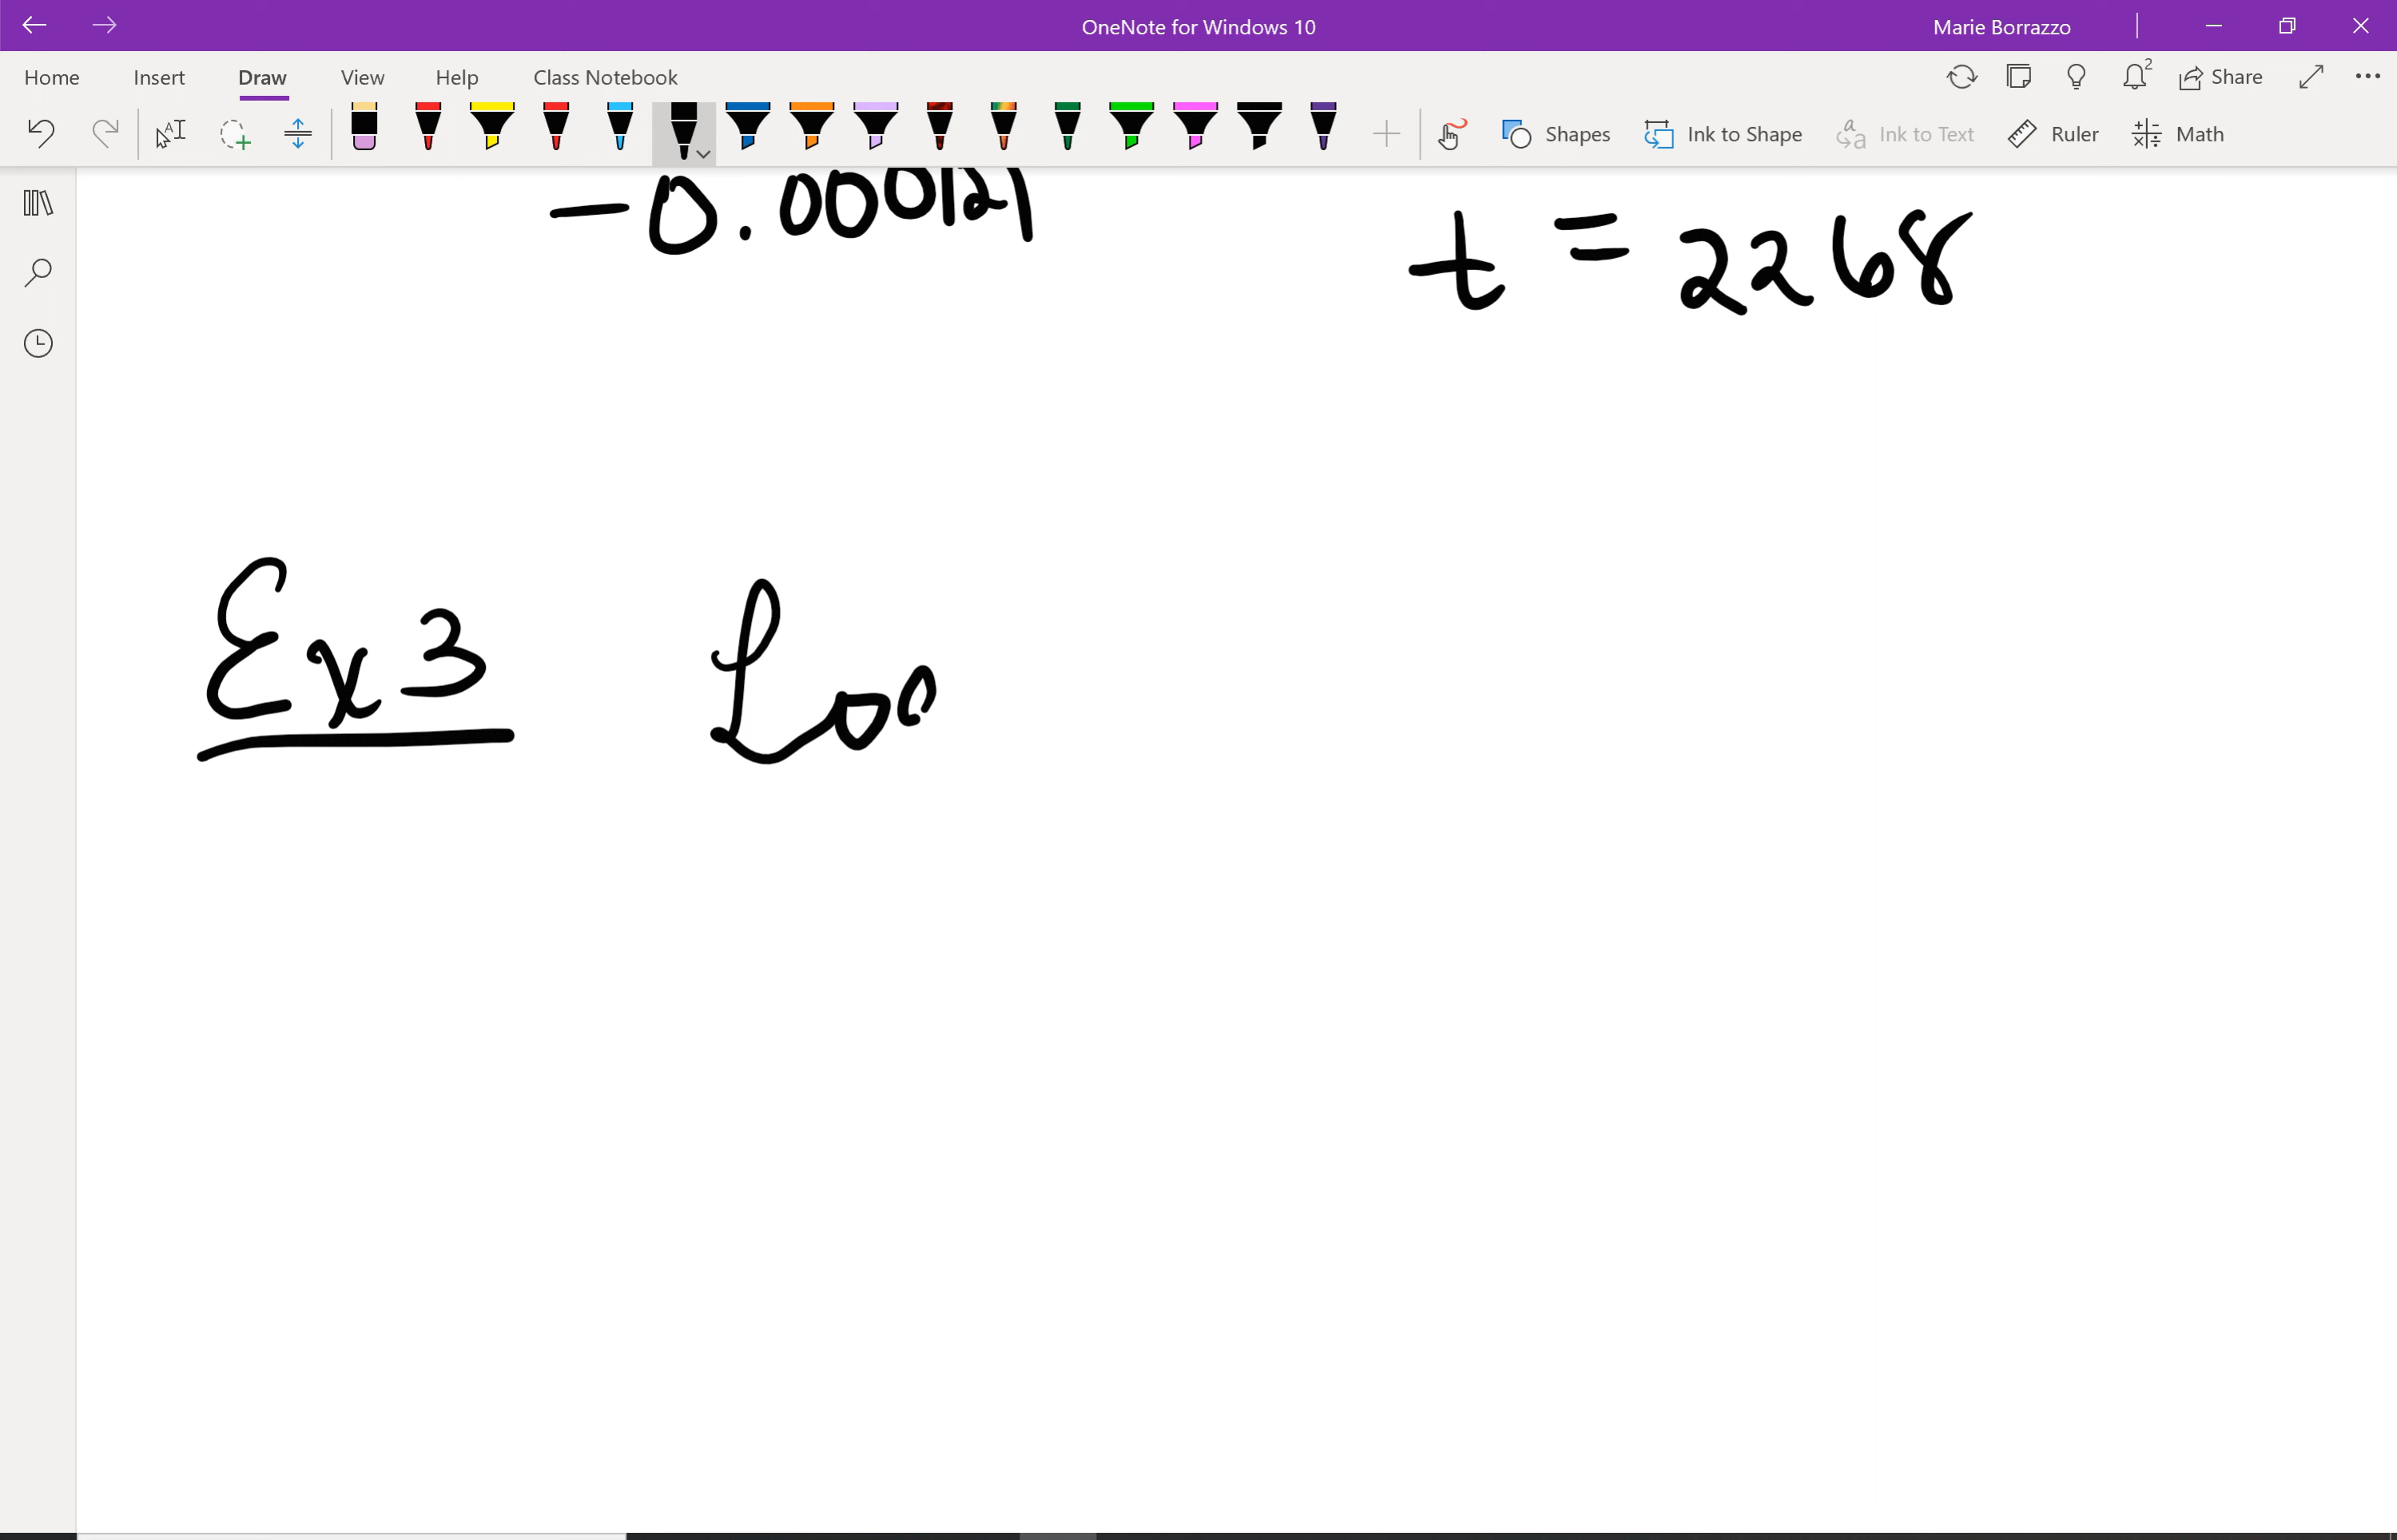 OneNote for Windows 10 Marie Borrazzo
Home Insert Draw View Help Class Notebook 2 Share
Shapes Ink to Shape Ink to Text Ruler Math
-0.000121
t = 2268
Ex 3